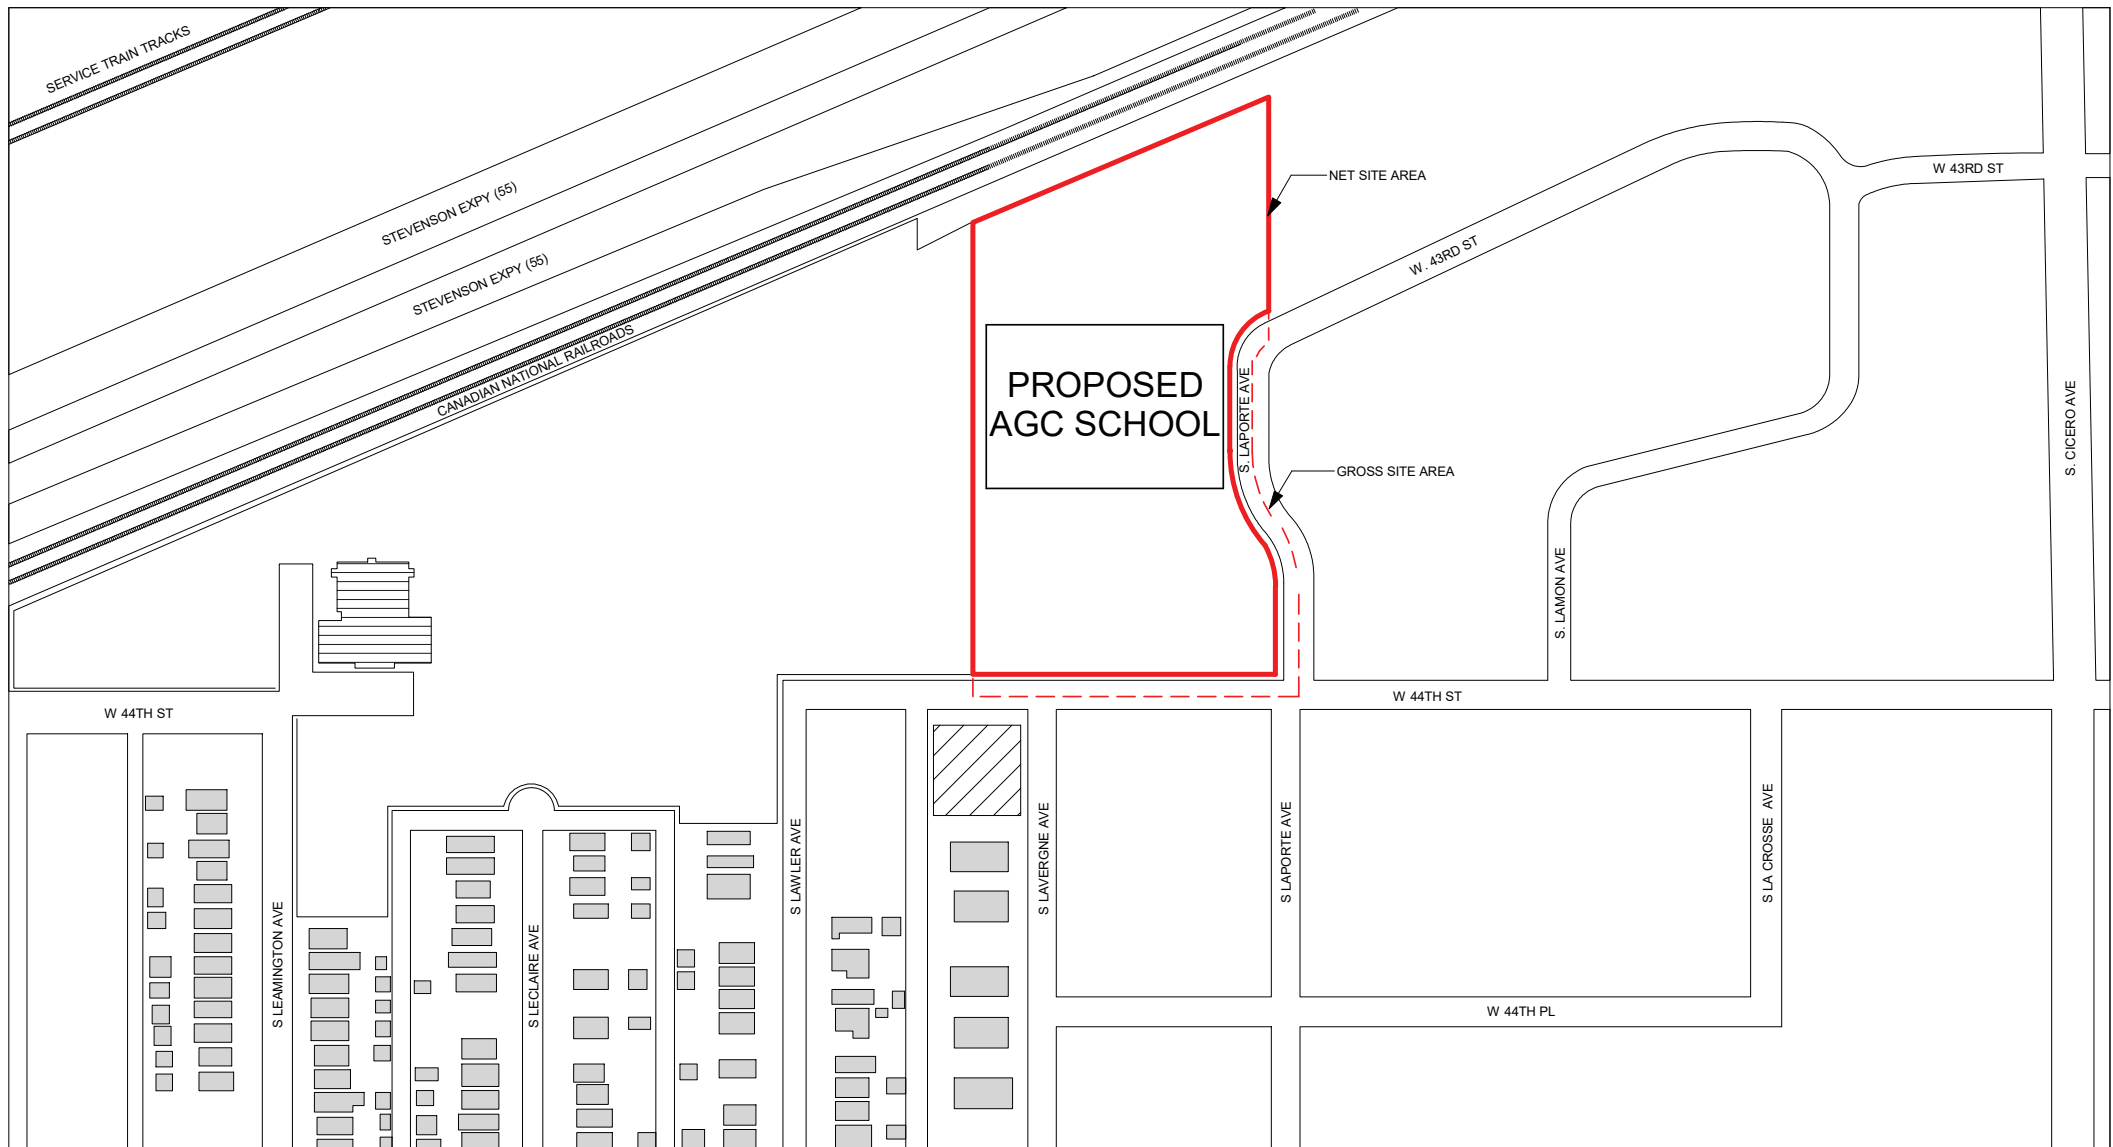 SERVICE TRAIN TRACKS
STEVENSON EXPY (55)
STEVENSON EXPY (55)
CANADIAN NATIONAL RAILROADS
NET SITE AREA
W 43RD ST
W. 43RD ST
PROPOSED
AGC SCHOOL
S. LAPORTE AVE
GROSS SITE AREA
S. CICERO AVE
S. LAMON AVE
W 44TH ST
W 44TH ST
S LEAMINGTON AVE
S LECLAIRE AVE
S LAWLER AVE
S LAVERGNE AVE
S LAPORTE AVE
S LA CROSSE AVE
W 44TH PL